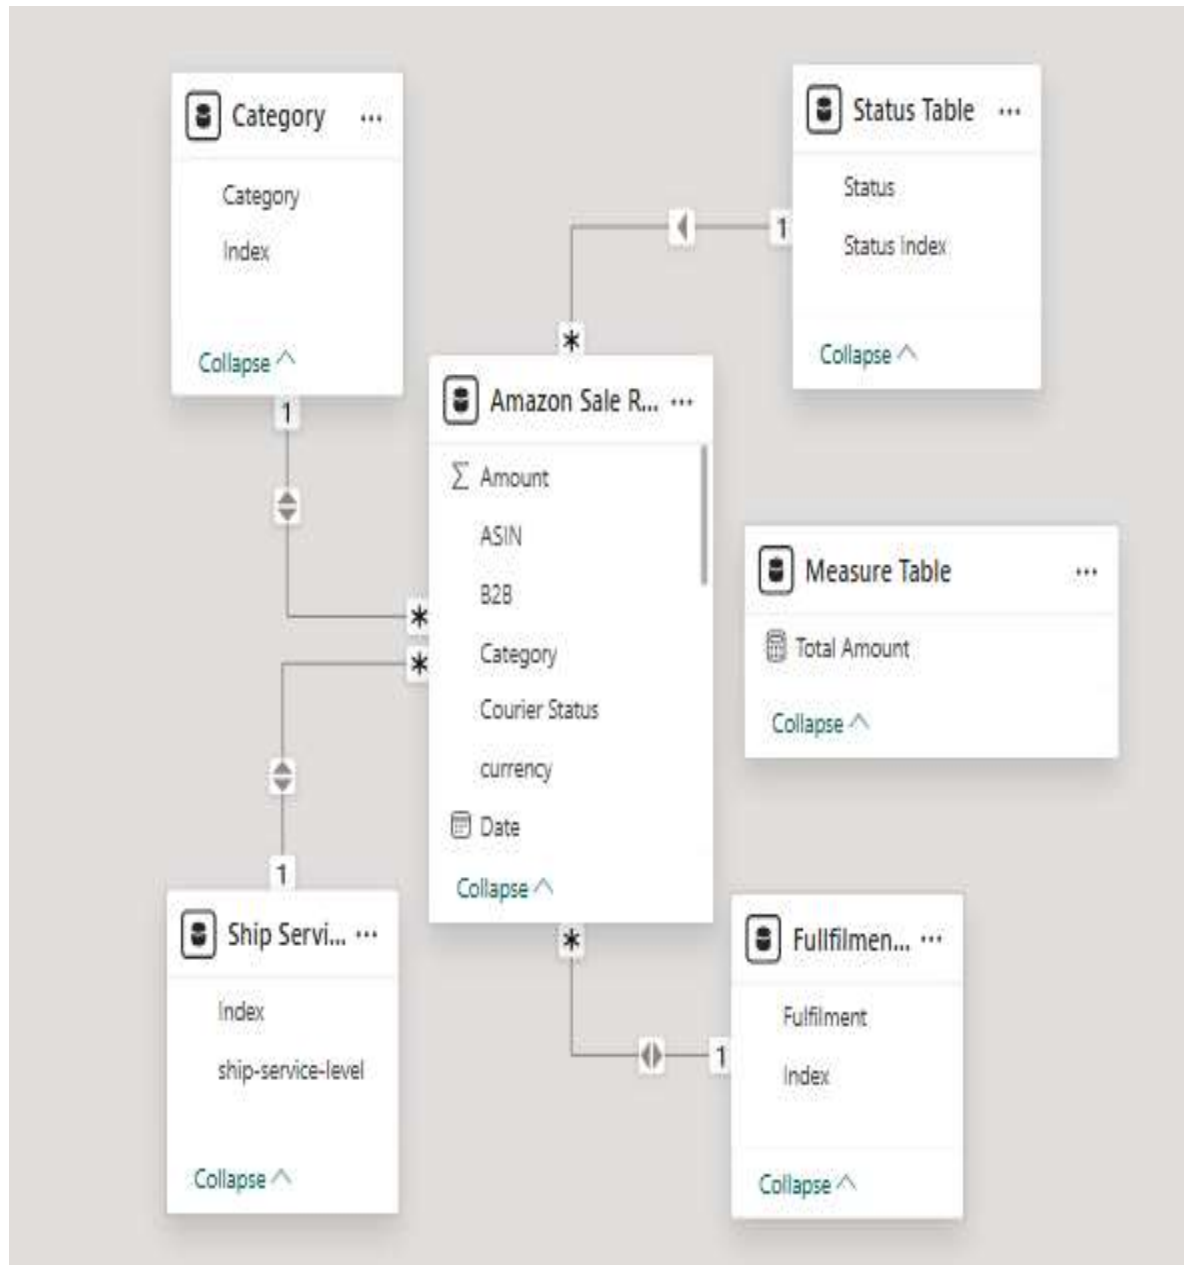 Category ...
Category
Index
Collapse
1
Status Table ...
Status
Status Index
Collapse
1
*
Amazon Sale R... ...
Σ Amount
ASIN
B2B
Category
Courier Status
currency
Date
Collapse
*
*
*
Measure Table ...
Total Amount
Collapse
1
Ship Servi... ...
Index
ship-service-level
Collapse
1
Fullfilmen... ...
Fulfilment
Index
Collapse